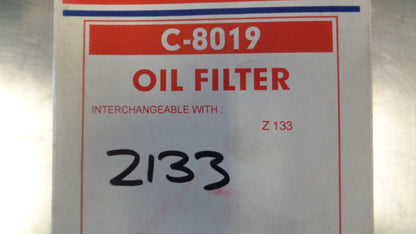 C-8019
OIL FILTER
INTERCHANGEABLE WITH :
Z 133
Z133